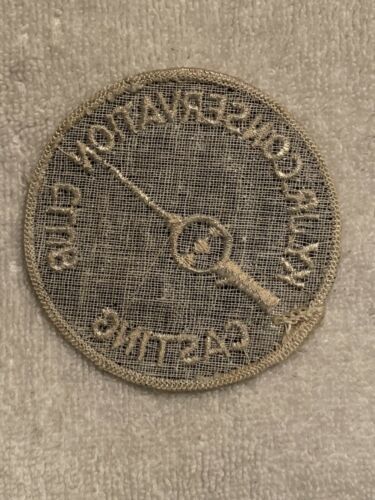 KY. JR. CONSERVATION CLUB
CASTING